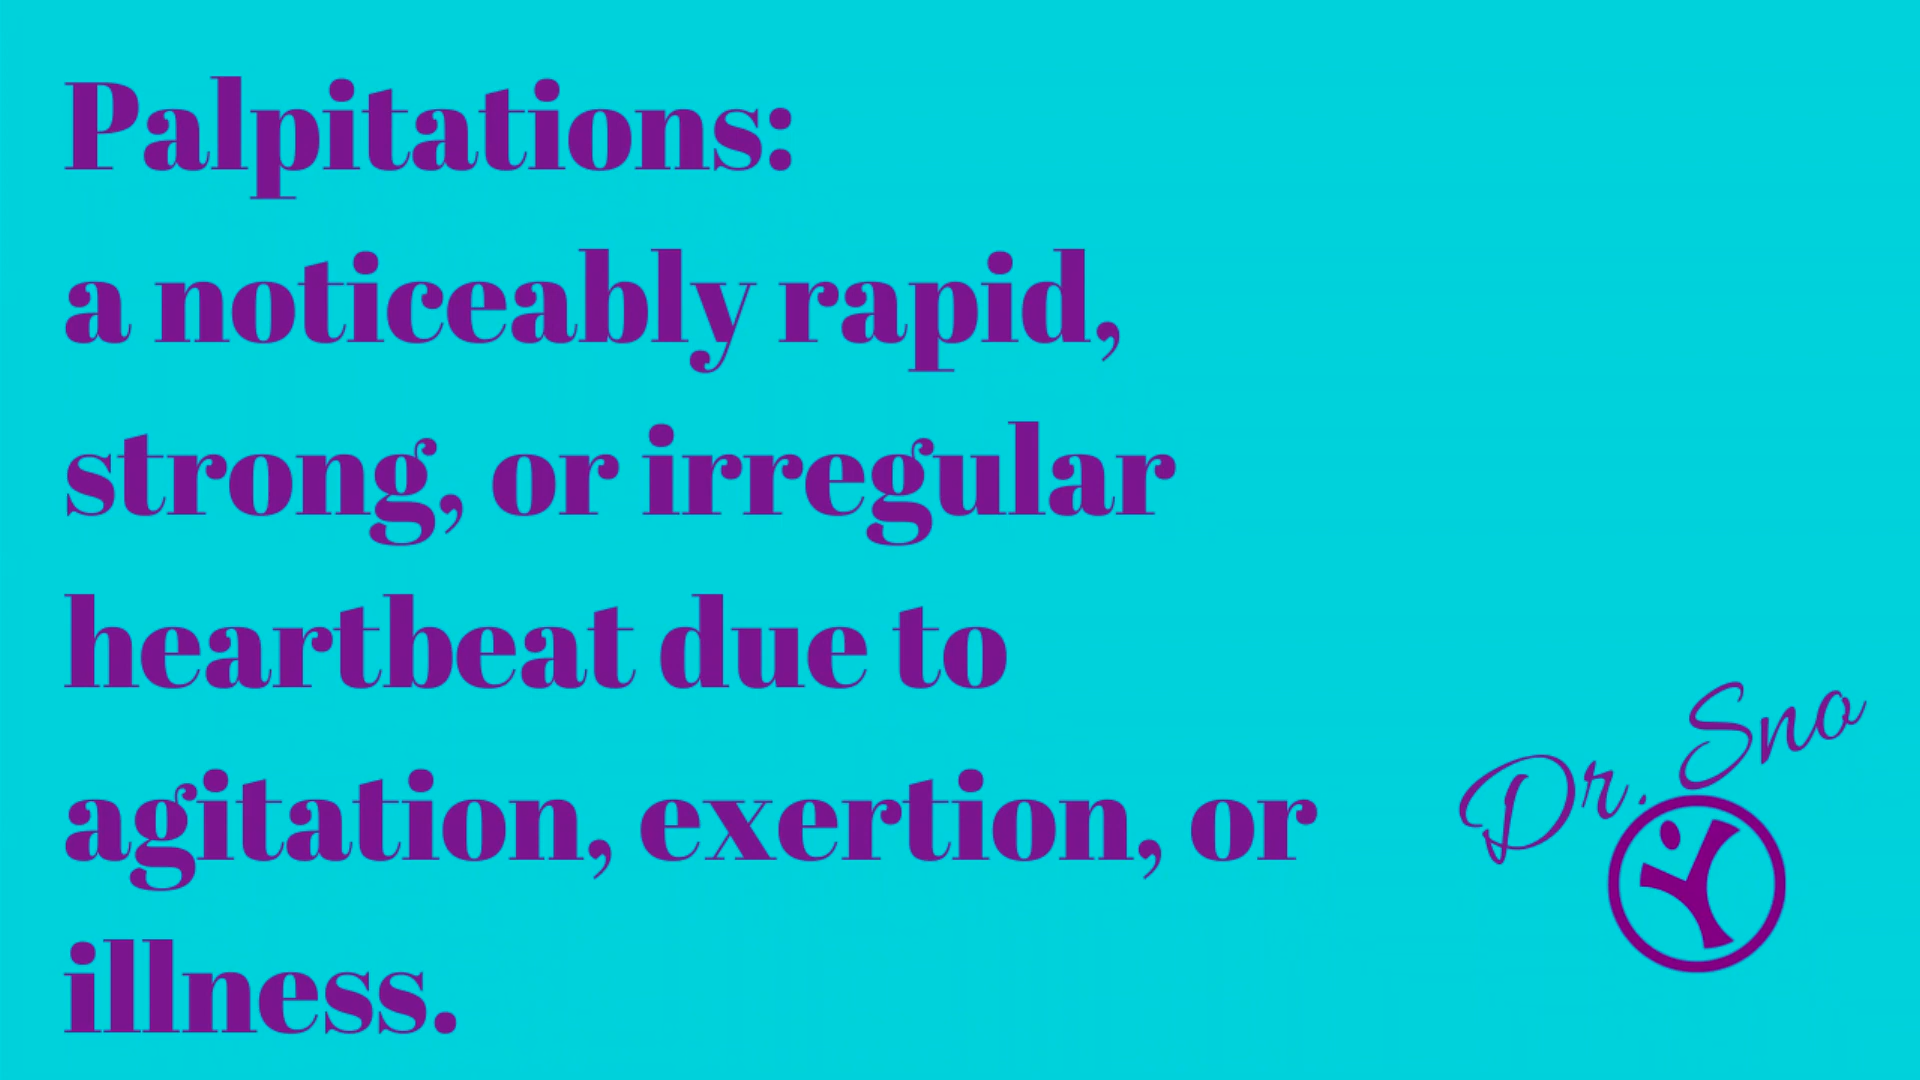 Palpitations:
a noticeably rapid,
strong, or irregular
heartbeat due to
agitation, exertion, or
illness.
Dr. Sno